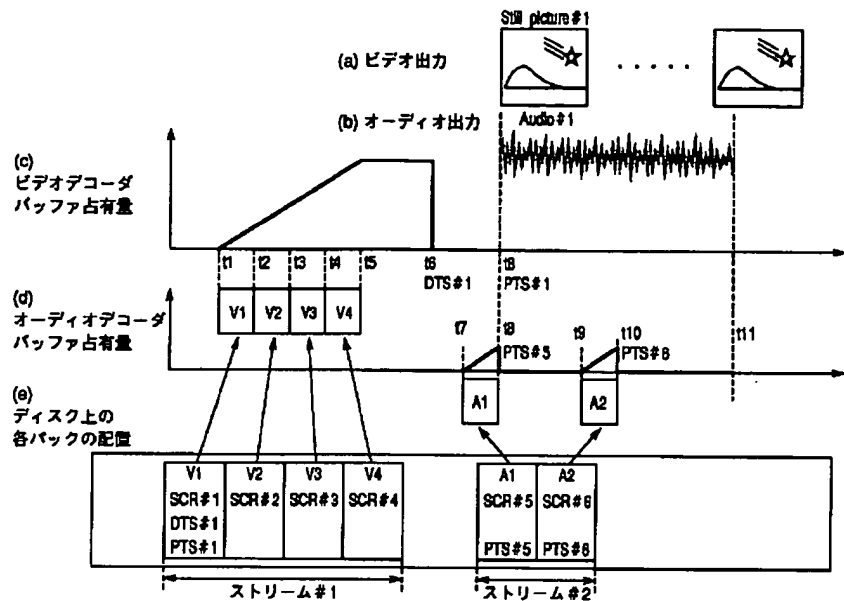 Still picture#1
(a) ビデオ出力
(b) オーディオ出力
Audio#1
(c)
ビデオデコーダ
バッファ占有量
t1 t2 t3 t4 t5 t6 t8
DTS#1 PTS#1
(d)
オーディオデコーダ
バッファ占有量
V1 V2 V3 V4
t7 t8 t9 t10 t11
PTS#5 PTS#6
A1 A2
(e)
ディスク上の
各パックの配置
V1 V2 V3 V4 A1 A2
SCR#1 SCR#2 SCR#3 SCR#4 SCR#5 SCR#6
DTS#1
PTS#1 PTS#5 PTS#6
ストリーム#1 ストリーム#2